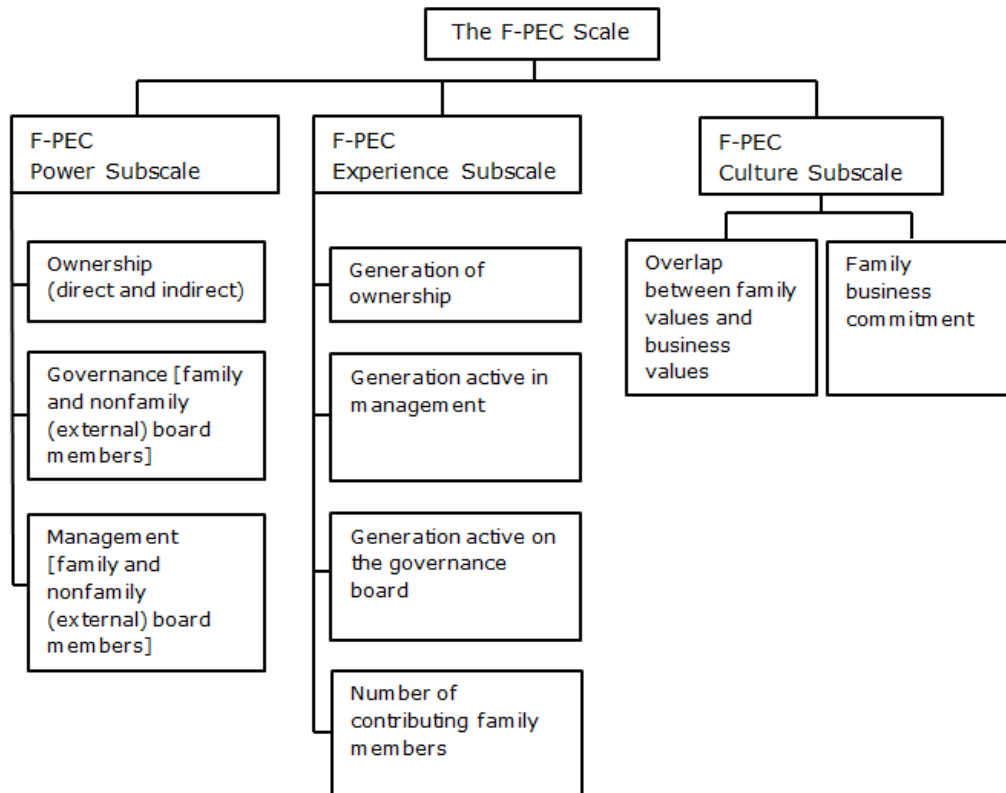 The F-PEC Scale
F-PEC
Power Subscale
Ownership
(direct and indirect)
Governance [family
and nonfamily
(external) board
members]
Management
[family and
nonfamily
(external) board
members]
F-PEC
Experience Subscale
Generation of
ownership
Generation active in
management
Generation active on
the governance
board
Number of
contributing family
members
F-PEC
Culture Subscale
Overlap
between family
values and
business
values
Family
business
commitment